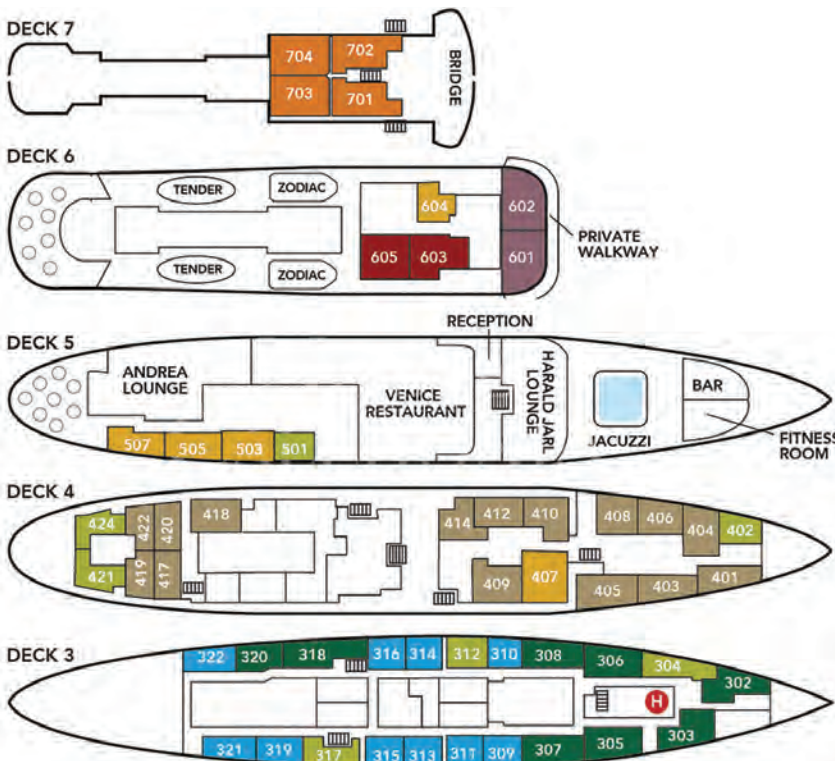 DECK 7
704
702
703
701
BRIDGE
DECK 6
TENDER
ZODIAC
604
602
605
603
601
TENDER
ZODIAC
PRIVATE
WALKWAY
RECEPTION
DECK 5
ANDREA
LOUNGE
VENICE
RESTAURANT
HARALD JARL
LOUNGE
BAR
JACUZZI
FITNESS
ROOM
507
505
503
501
DECK 4
424
422
420
418
414
412
410
408
406
404
402
421
419
417
409
407
405
403
401
DECK 3
322
320
318
316
314
312
310
308
306
304
302
H
321
319
317
315
313
311
309
307
305
303